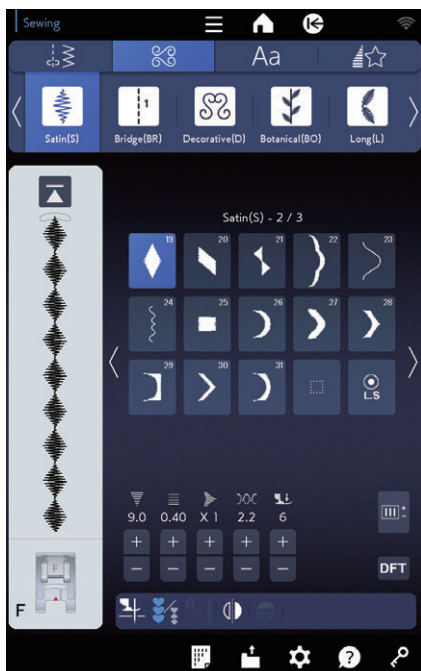 Sewing
Aa
1
Satin(S) Bridge(BR) Decorative(D) Botanical(BO) Long(L)
Satin(S) - 2 / 3
19 20 21 22 23
24 25 26 27 28
29 30 31
L.S
9.0 0.40 X 1 2.2 6
+ + + + +
− − − − −
DFT
F
F
?